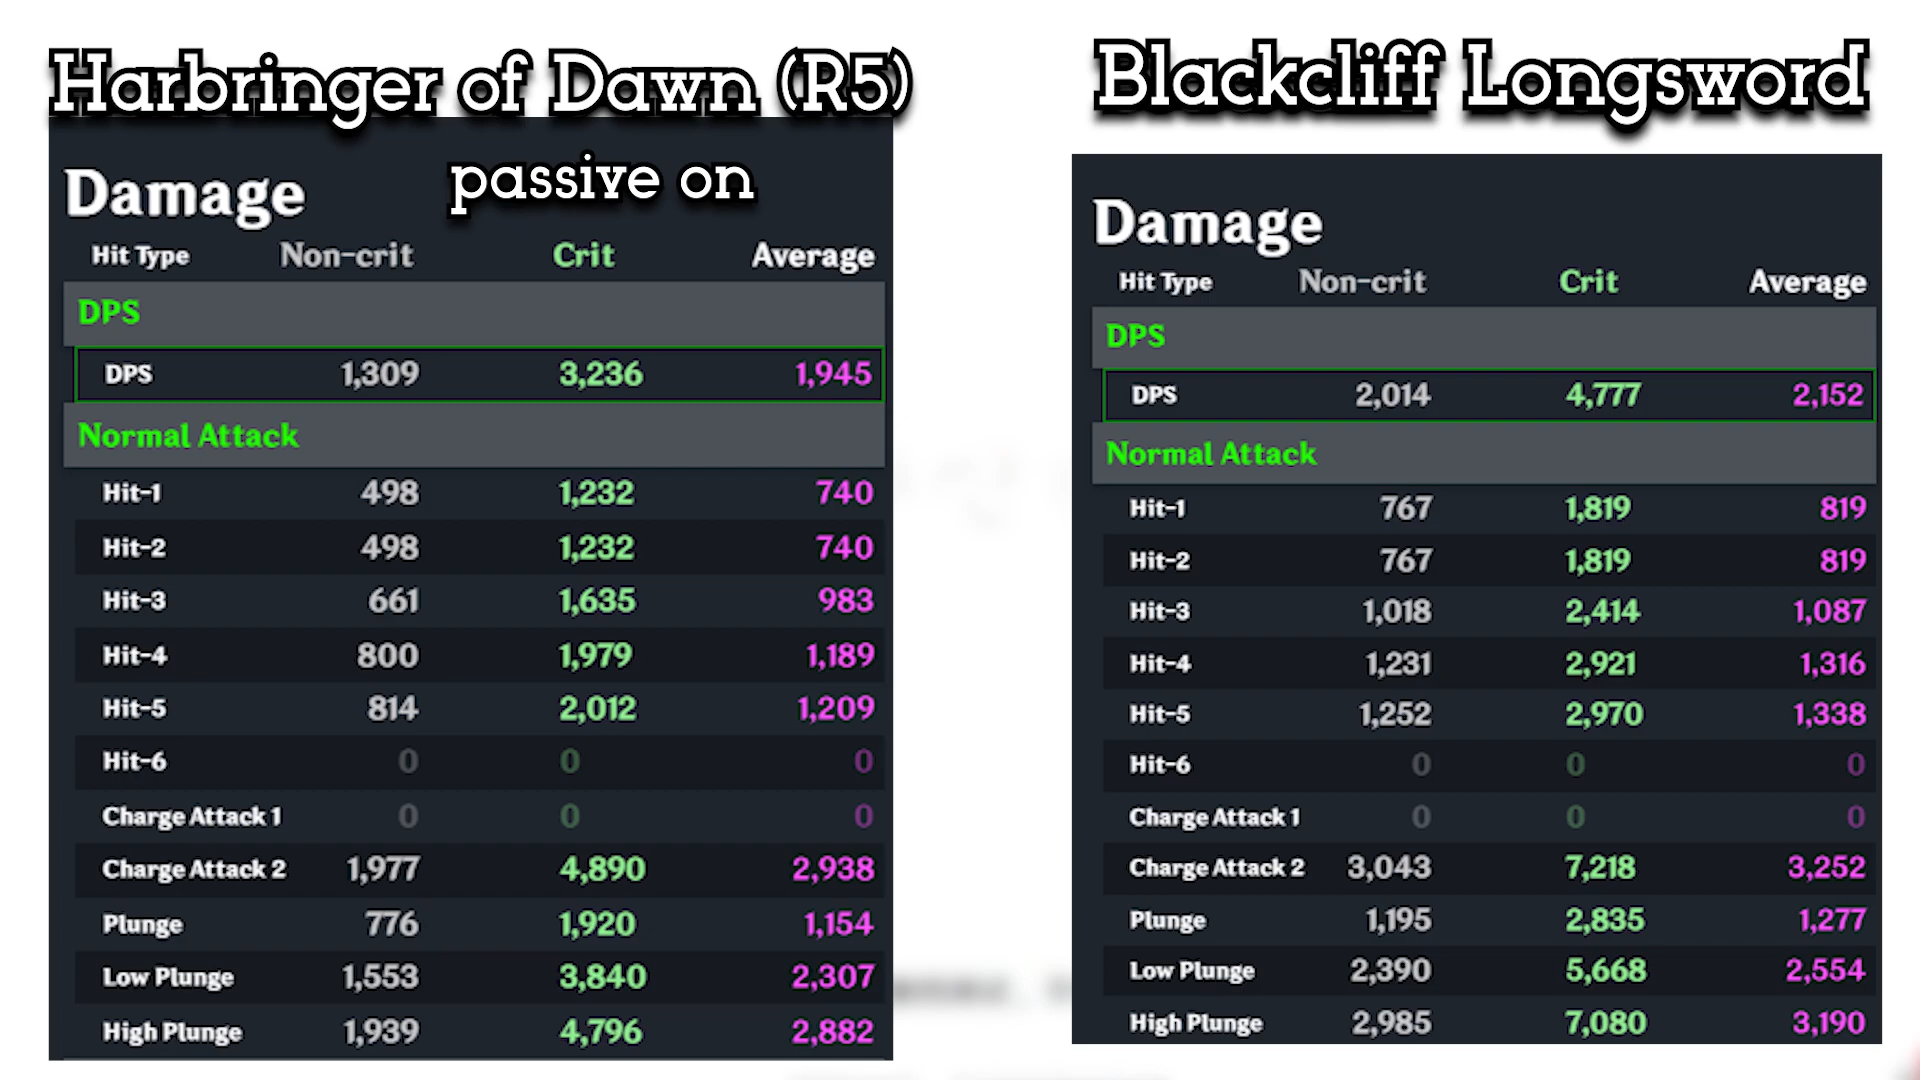 Harbringer of Dawn (R5)
passive on
Damage
Hit Type Non-crit Crit Average
DPS
DPS 1,309 3,236 1,945
Normal Attack
Hit-1 498 1,232 740
Hit-2 498 1,232 740
Hit-3 661 1,635 983
Hit-4 800 1,979 1,189
Hit-5 814 2,012 1,209
Hit-6 0 0 0
Charge Attack 1 0 0 0
Charge Attack 2 1,977 4,890 2,938
Plunge 776 1,920 1,154
Low Plunge 1,553 3,840 2,307
High Plunge 1,939 4,796 2,882
Blackcliff Longsword
Damage
Hit Type Non-crit Crit Average
DPS
DPS 2,014 4,777 2,152
Normal Attack
Hit-1 767 1,819 819
Hit-2 767 1,819 819
Hit-3 1,018 2,414 1,087
Hit-4 1,231 2,921 1,316
Hit-5 1,252 2,970 1,338
Hit-6 0 0 0
Charge Attack 1 0 0 0
Charge Attack 2 3,043 7,218 3,252
Plunge 1,195 2,835 1,277
Low Plunge 2,390 5,668 2,554
High Plunge 2,985 7,080 3,190